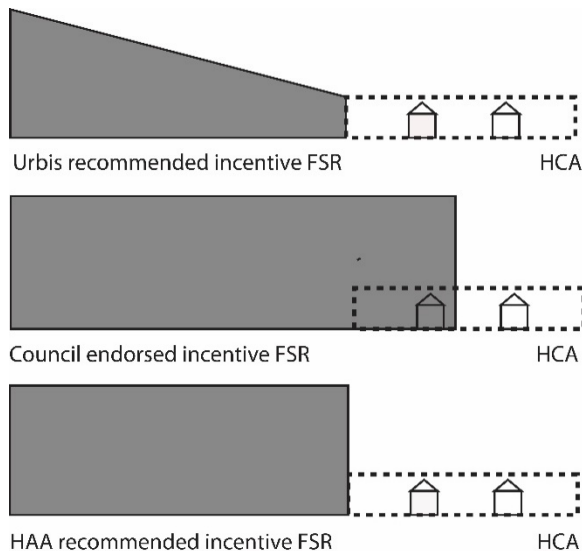 Urbis recommended incentive FSR HCA
Council endorsed incentive FSR HCA
HAA recommended incentive FSR HCA